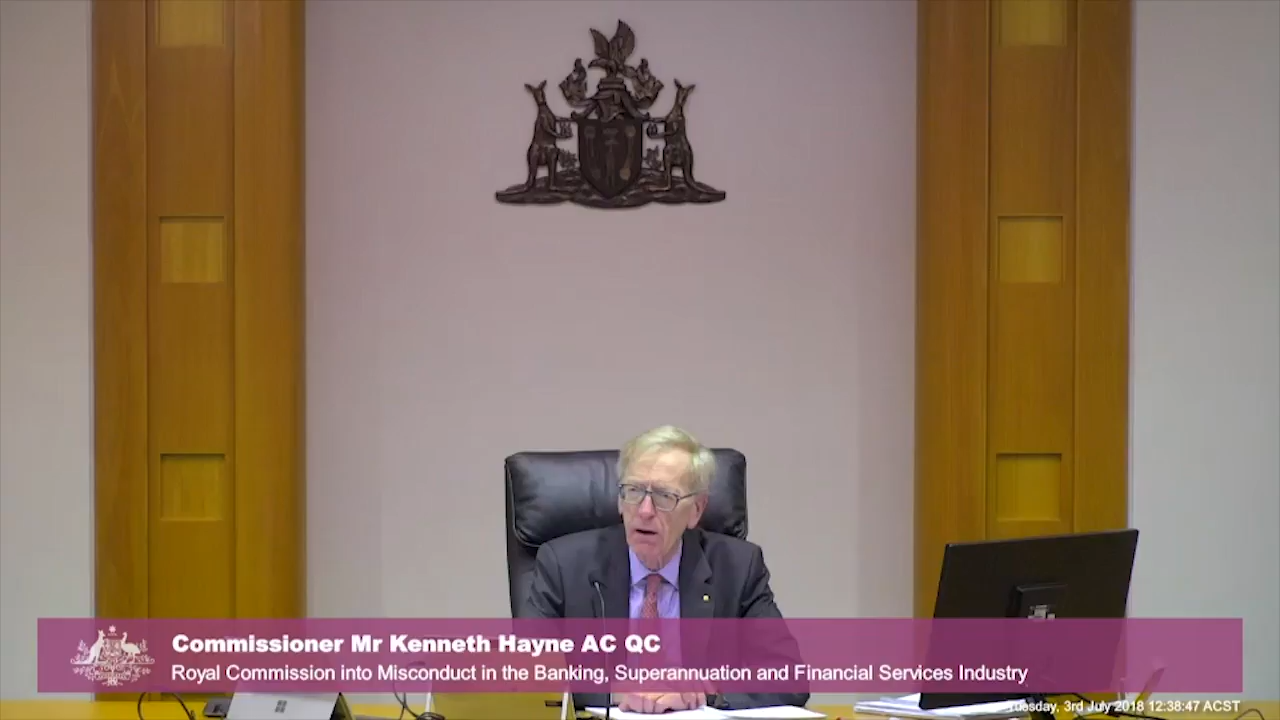 Commissioner Mr Kenneth Hayne AC QC
Royal Commission into Misconduct in the Banking, Superannuation and Financial Services Industry
Tuesday, 3rd July 2018 12:38:47 ACST